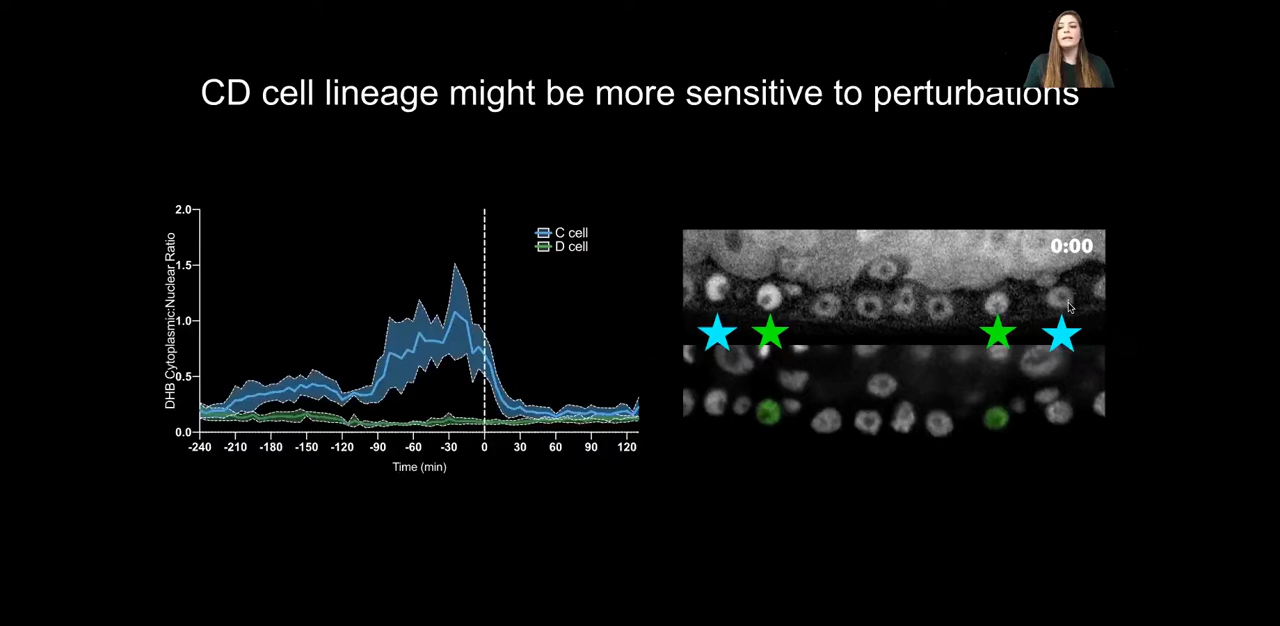 CD cell lineage might be more sensitive to perturbations
DHB Cytoplasmic:Nuclear Ratio
2.0
1.5
1.0
0.5
0.0
C cell
D cell
-240 -210 -180 -150 -120 -90 -60 -30 0 30 60 90 120
Time (min)
0:00